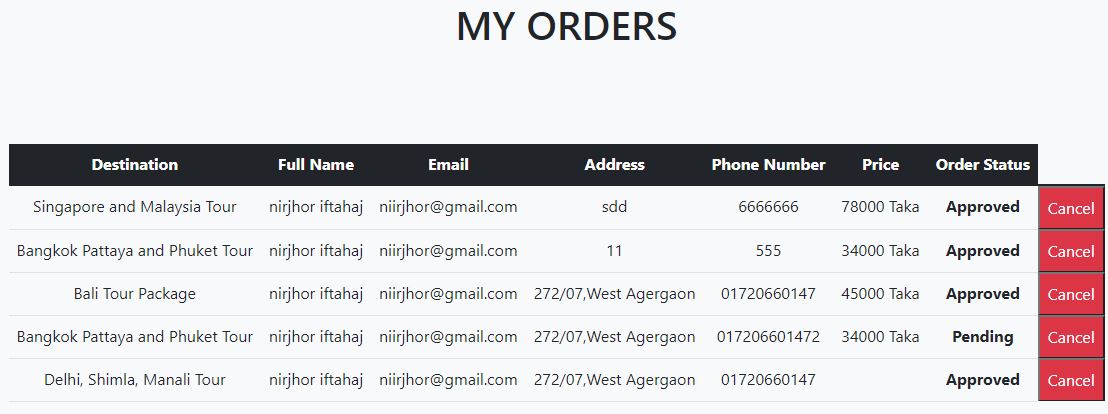 MY ORDERS
Destination Full Name Email Address Phone Number Price Order Status
Singapore and Malaysia Tour nirjhor iftahaj niirjhor@gmail.com sdd 6666666 78000 Taka Approved Cancel
Bangkok Pattaya and Phuket Tour nirjhor iftahaj niirjhor@gmail.com 11 555 34000 Taka Approved Cancel
Bali Tour Package nirjhor iftahaj niirjhor@gmail.com 272/07,West Agergaon 01720660147 45000 Taka Approved Cancel
Bangkok Pattaya and Phuket Tour nirjhor iftahaj niirjhor@gmail.com 272/07,West Agergaon 017206601472 34000 Taka Pending Cancel
Delhi, Shimla, Manali Tour nirjhor iftahaj niirjhor@gmail.com 272/07,West Agergaon 01720660147 Approved Cancel